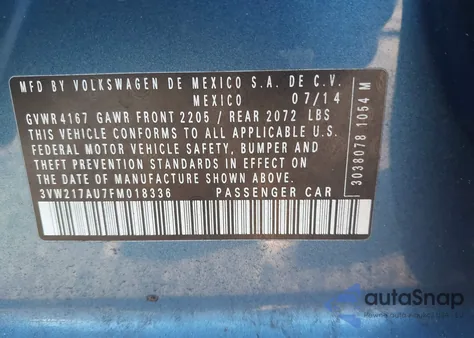 MFD BY VOLKSWAGEN DE MEXICO S.A. DE C.V.
MEXICO 07/14
GVWR 4167 GAWR FRONT 2205 / REAR 2072 LBS
THIS VEHICLE CONFORMS TO ALL APPLICABLE U.S.
FEDERAL MOTOR VEHICLE SAFETY, BUMPER AND
THEFT PREVENTION STANDARDS IN EFFECT ON
THE DATE OF MANUFACTURE SHOWN ABOVE
3VW217AU7FM018336 PASSENGER CAR
3038078 1054 M
autoSnap